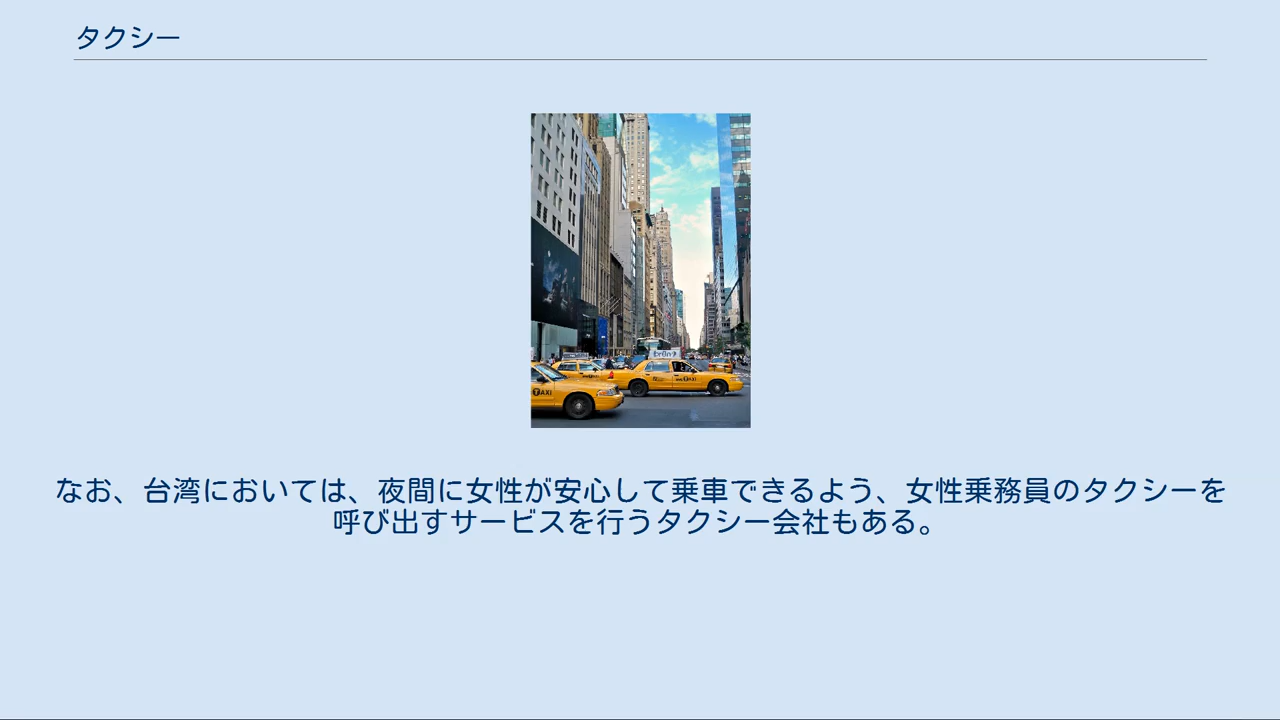 タクシー
brün?
TAXI
TAXI
なお、台湾においては、夜間に女性が安心して乗車できるよう、女性乗務員のタクシーを
呼び出すサービスを行うタクシー会社もある。